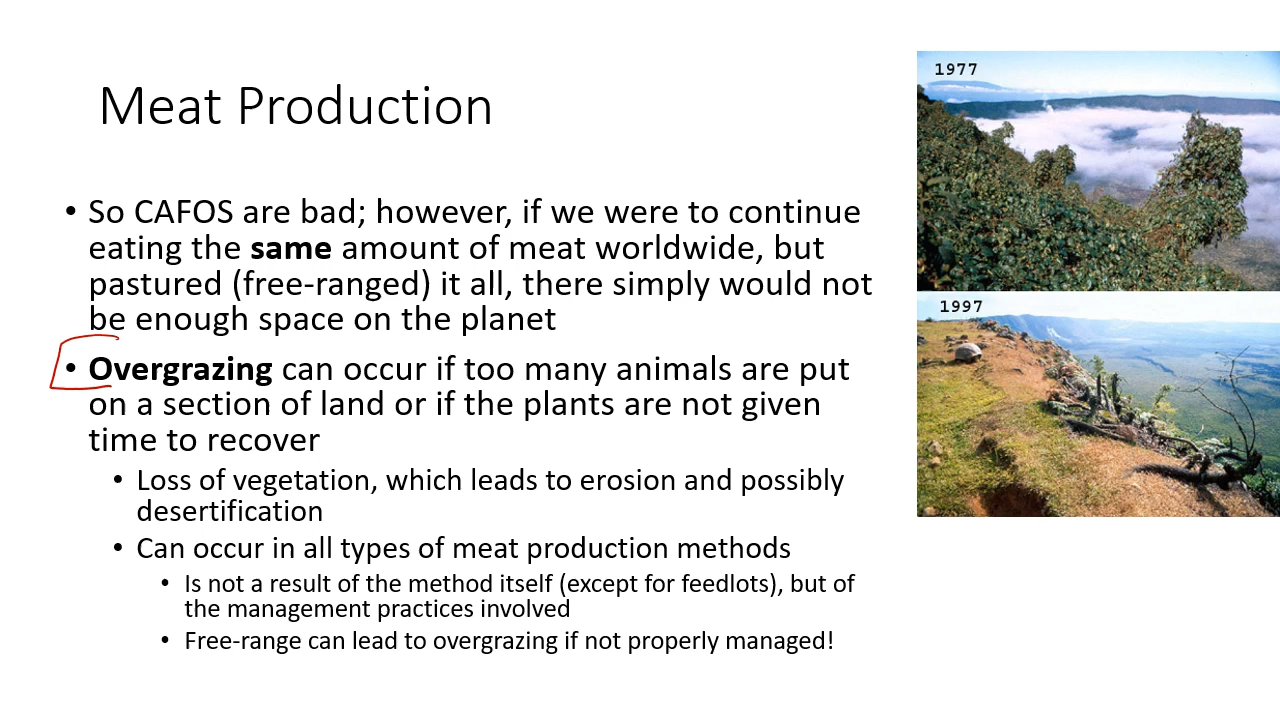 Meat Production
• So CAFOS are bad; however, if we were to continue
eating the same amount of meat worldwide, but
pastured (free-ranged) it all, there simply would not
be enough space on the planet
• Overgrazing can occur if too many animals are put
on a section of land or if the plants are not given
time to recover
• Loss of vegetation, which leads to erosion and possibly
desertification
• Can occur in all types of meat production methods
• Is not a result of the method itself (except for feedlots), but of
the management practices involved
• Free-range can lead to overgrazing if not properly managed!
1977
1997